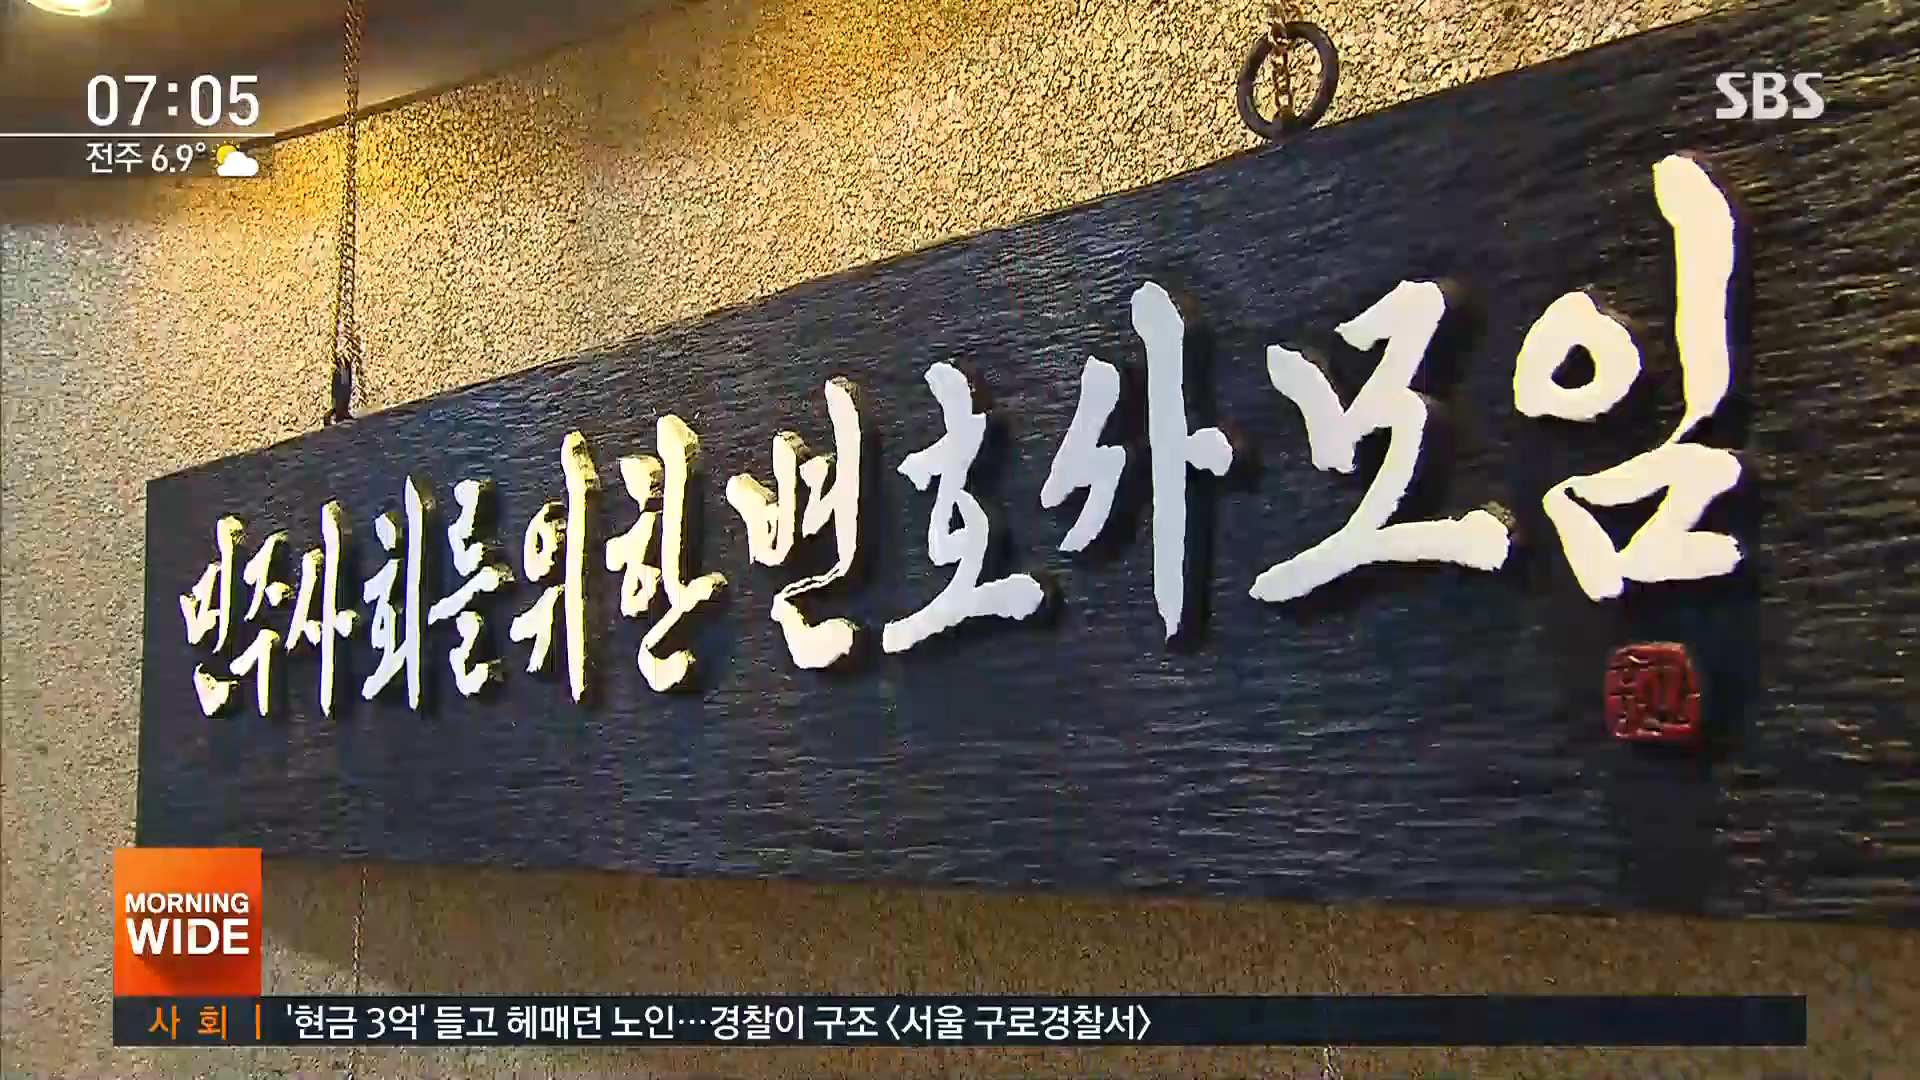 07:05
SBS
전주 6.9°
민주사회를 위한 변호사모임
MORNING
WIDE
사회 | '현금 3억' 들고 헤매던 노인…경찰이 구조 〈서울 구로경찰서〉